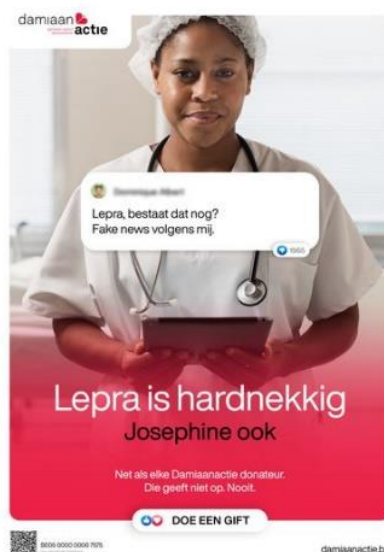 damiaan
actie
Lepra, bestaat dat nog?
Fake news volgens mij.
Lepra is hardnekkig
Josephine ook
Net als elke Damiaanactie donateur.
Die geeft niet op. Nooit.
DOE EEN GIFT
damiaanactie.b